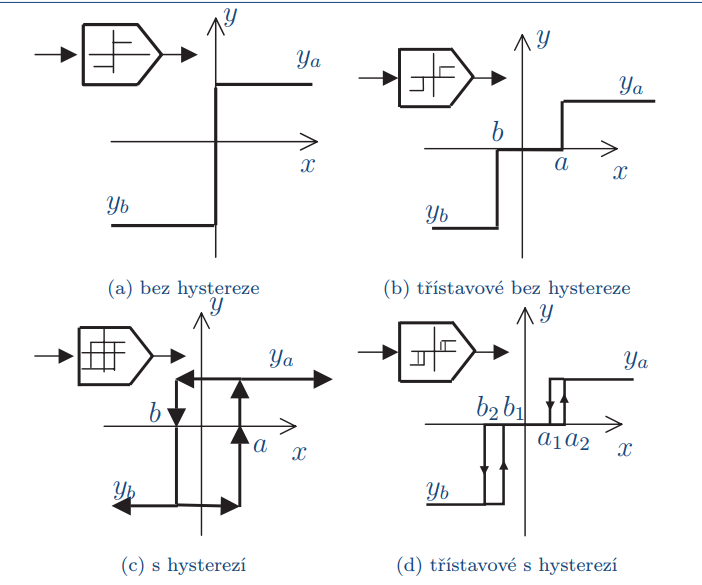 y
y_a
x
y_b
(a) bez hystereze
y
y_a
b
a
x
y_b
(b) třístavové bez hystereze
y
y_a
b
a
x
y_b
(c) s hysterezí
y
y_a
b_2 b_1
a_1 a_2
x
y_b
(d) třístavové s hysterezí